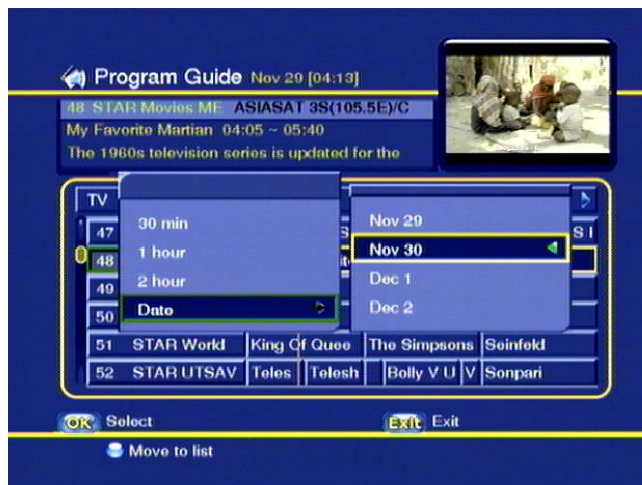 Program Guide Nov 29 [04:13]
48 STAR Movies ME ASIASAT 3S(105.5E)/C
My Favorite Martian 04:05 ~ 05:40
The 1960s television series is updated for the
TV
30 min
1 hour
2 hour
Date
Nov 29
Nov 30
Dec 1
Dec 2
47
48
49
50
51 STAR World King Of Quee The Simpsons Seinfeld
52 STAR UTSAV Teles Telesh Bolly V U V Sonpari
OK Select Exit Exit
Move to list